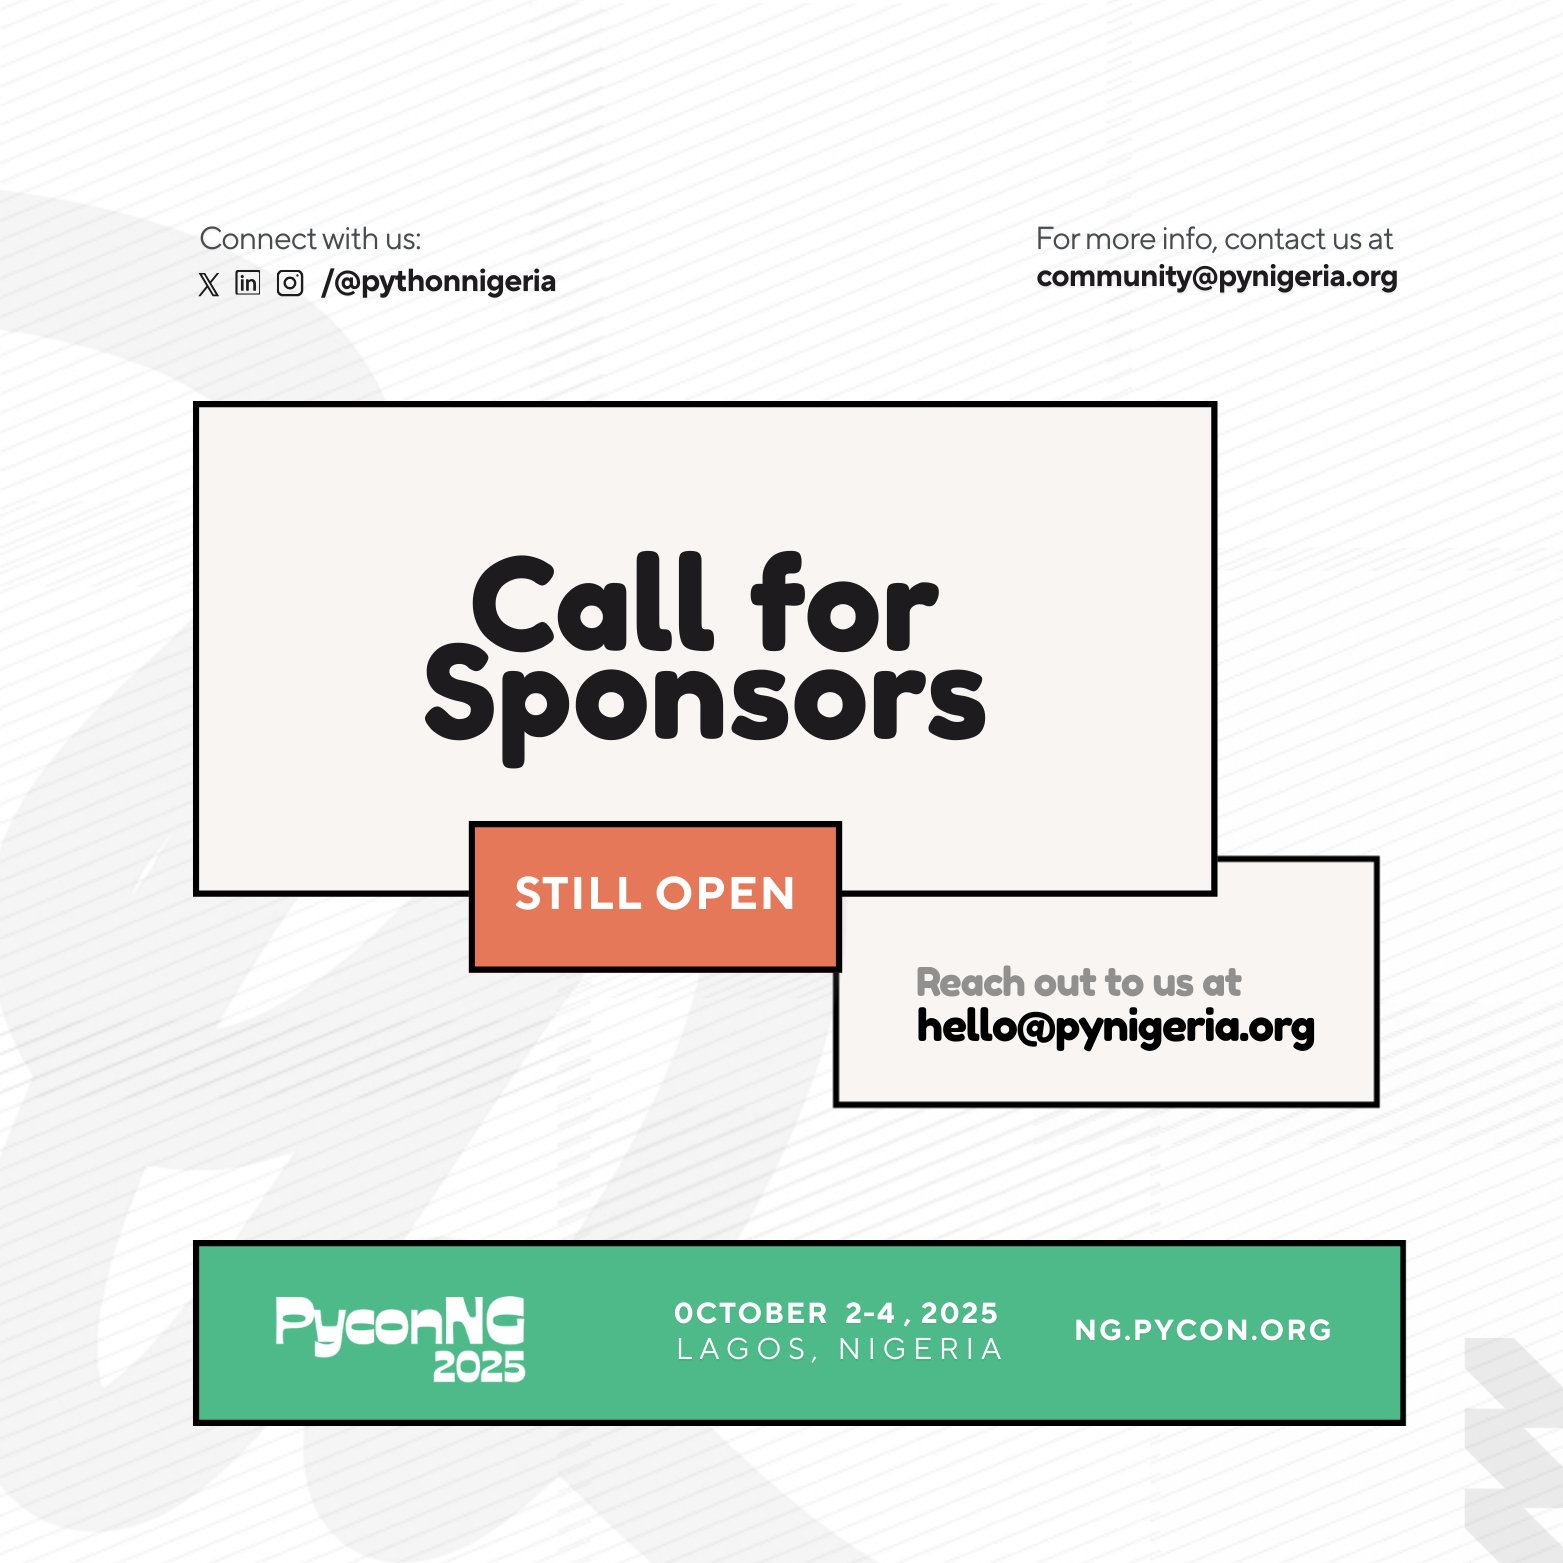 Connect with us:
/@pythonnigeria
For more info, contact us at
community@pynigeria.org
Call for
Sponsors
STILL OPEN
Reach out to us at
hello@pynigeria.org
PyconNG
2025
0CTOBER 2-4 , 2025
LAGOS, NIGERIA
NG.PYCON.ORG